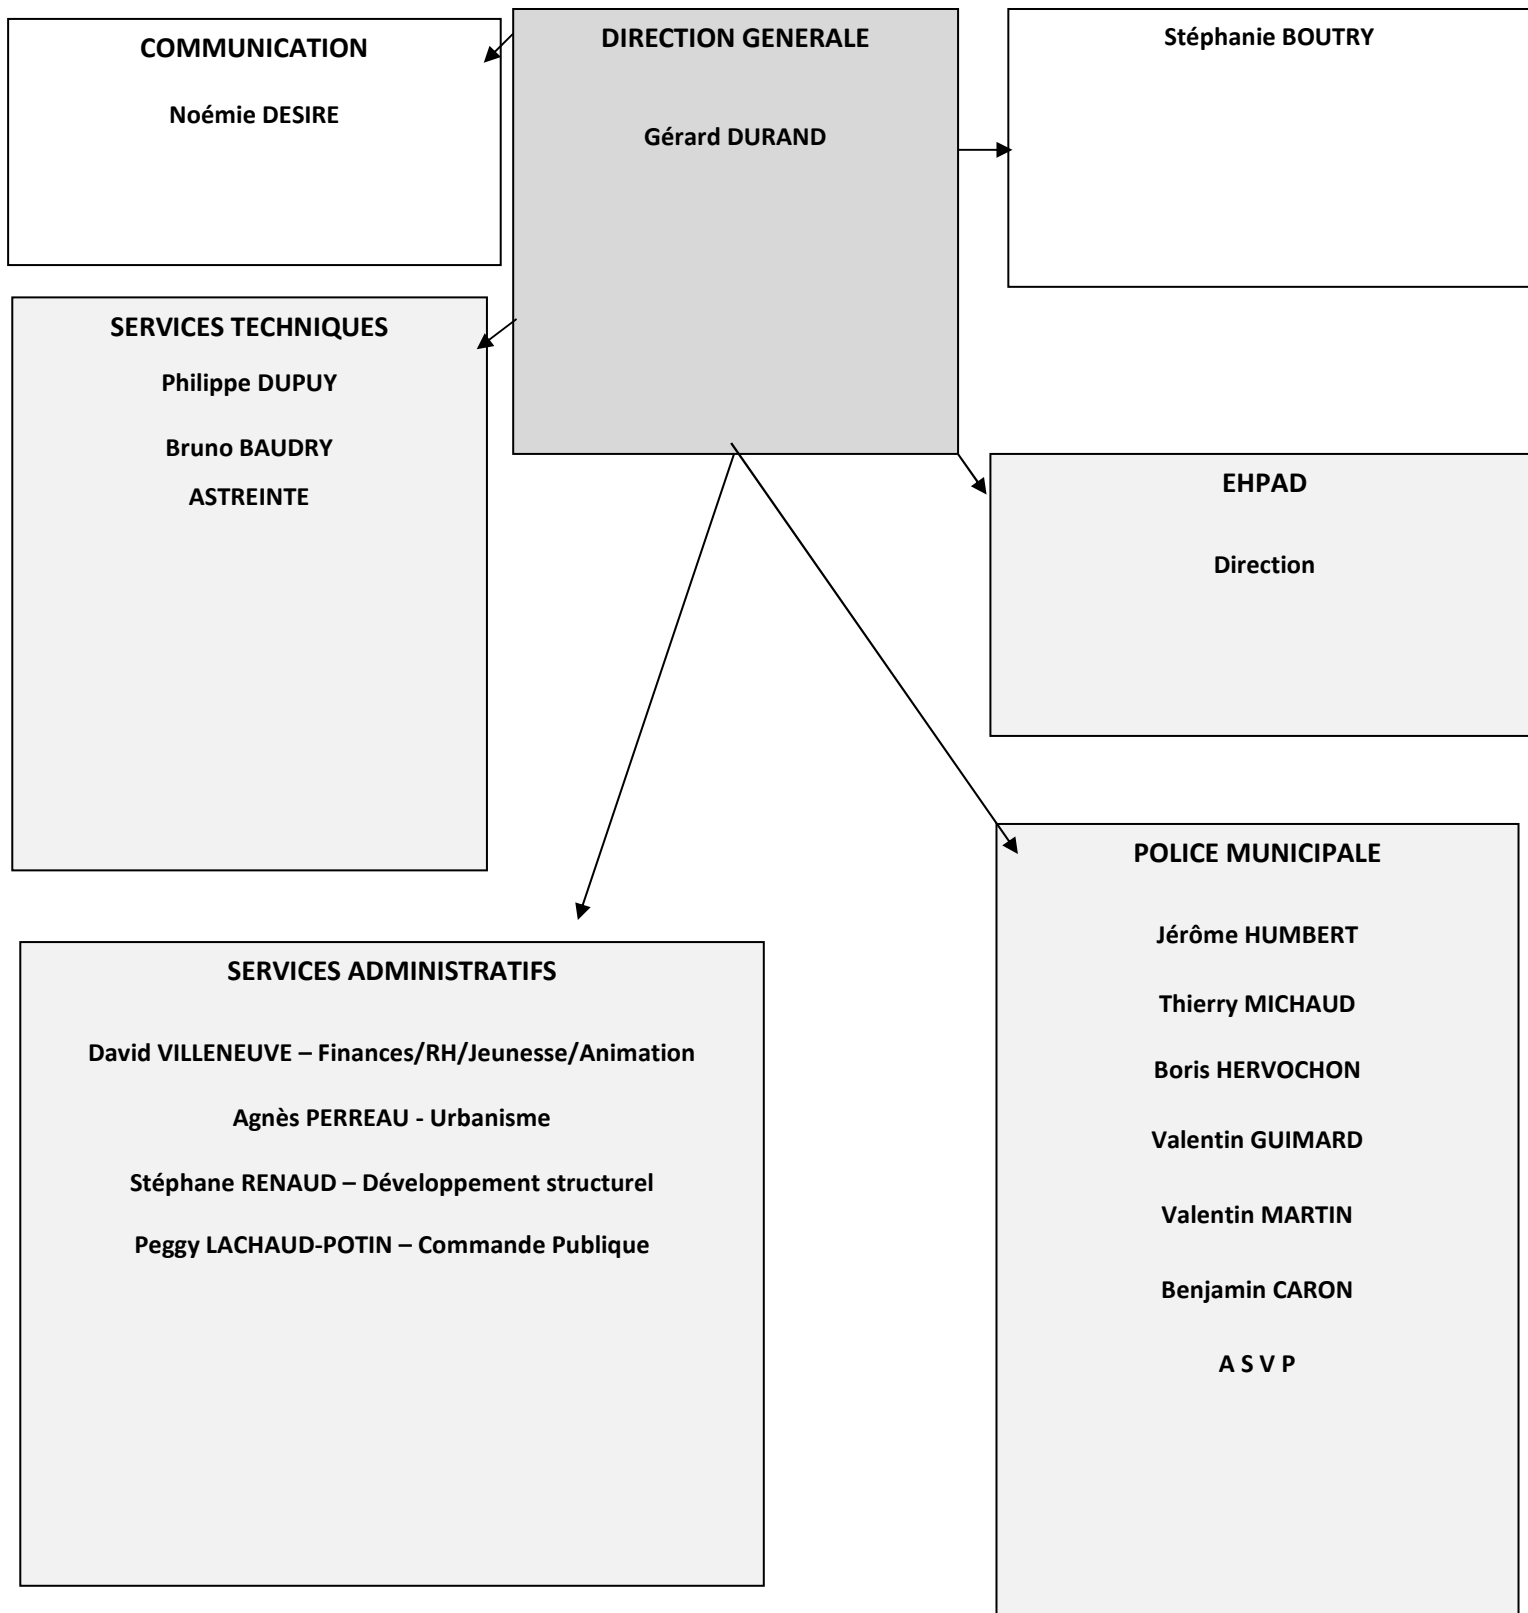 COMMUNICATION
Noémie DESIRE
DIRECTION GENERALE
Gérard DURAND
Stéphanie BOUTRY
SERVICES TECHNIQUES
Philippe DUPUY
Bruno BAUDRY
ASTREINTE
EHPAD
Direction
SERVICES ADMINISTRATIFS
David VILLENEUVE – Finances/RH/Jeunesse/Animation
Agnès PERREAU - Urbanisme
Stéphane RENAUD – Développement structurel
Peggy LACHAUD-POTIN – Commande Publique
POLICE MUNICIPALE
Jérôme HUMBERT
Thierry MICHAUD
Boris HERVOCHON
Valentin GUIMARD
Valentin MARTIN
Benjamin CARON
A S V P